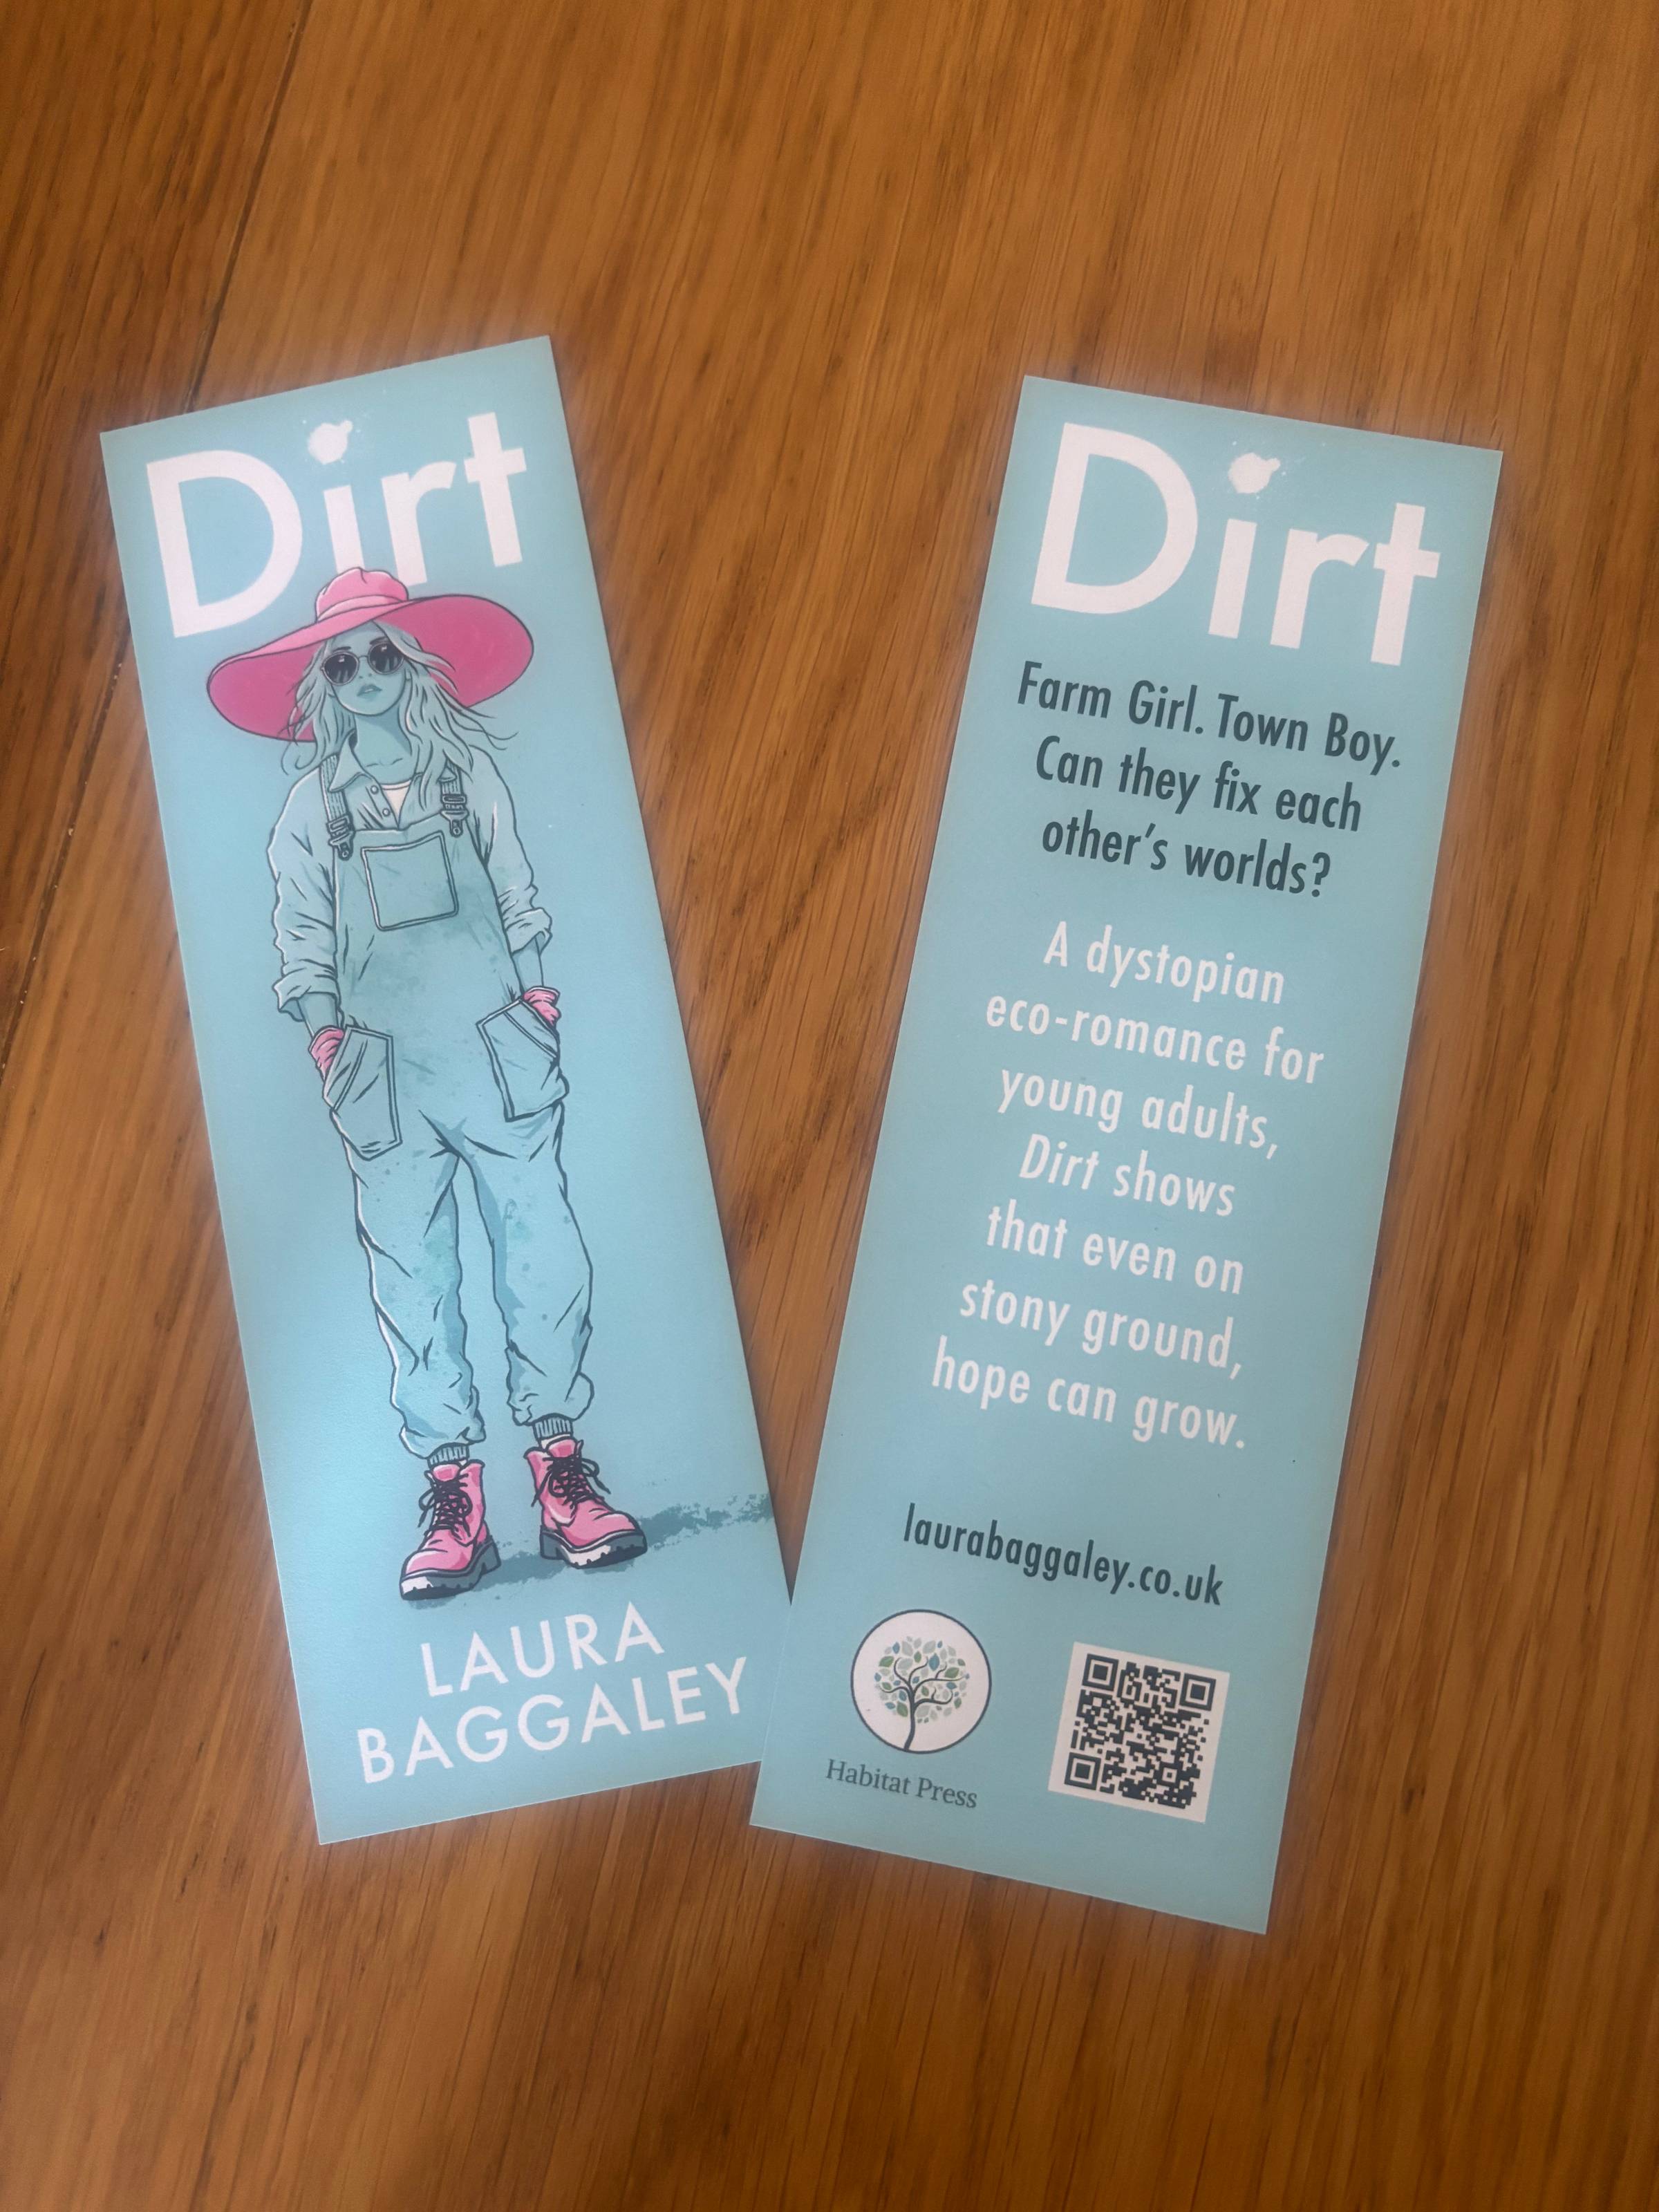 Dirt
LAURA
BAGGALEY
Dirt
Farm Girl. Town Boy.
Can they fix each
other's worlds?
A dystopian
eco-romance for
young adults,
Dirt shows
that even on
stony ground,
hope can grow.
laurabaggaley.co.uk
Habitat Press